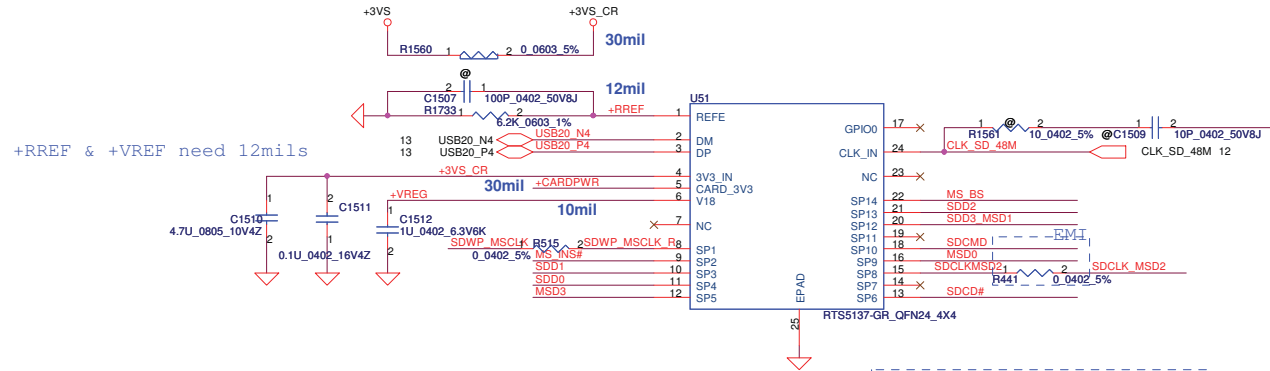 +3VS
+3VS_CR
R1560 1 2 0_0603_5%
30mil
@
2 1
C1507 100P_0402_50V8J
12mil
R1733 1 2
6.2K_0603_1%
+RREF
U51
1 REFE
GPIO0 17
+RREF & +VREF need 12mils
13 USB20_N4 USB20_N4 2 DM
13 USB20_P4 USB20_P4 3 DP
CLK_IN 24
CLK_SD_48M
R1561 1 @ 2 10_0402_5%
@C1509 1 2 10P_0402_50V8J
CLK_SD_48M 12
+3VS_CR 4 3V3_IN
30mil
+CARDPWR 5 CARD_3V3
+VREG 6 V18
10mil
NC 23
1
C1510
4.7U_0805_10V4Z
2
2
C1511
1
0.1U_0402_16V4Z
1
C1512
1U_0402_6.3V6K
2
7 NC
SDWP_MSCLK 1 R515 2 SDWP_MSCLK_R 8 SP1
0_0402_5%
MS_INS# 9 SP2
SDD1 10 SP3
SDD0 11 SP4
MSD3 12 SP5
SP14 22 MS_BS
SP13 21 SDD2
SP12 20 SDD3_MSD1
SP11 19
EMI
SP10 18 SDCMD
SP9 16 MSD0
SP8 15 SDCLKMSD2 1 2 SDCLK_MSD2
R441 0_0402_5%
SP7 14
SP6 13 SDCD#
EPAD
25
RTS5137-GR_QFN24_4X4